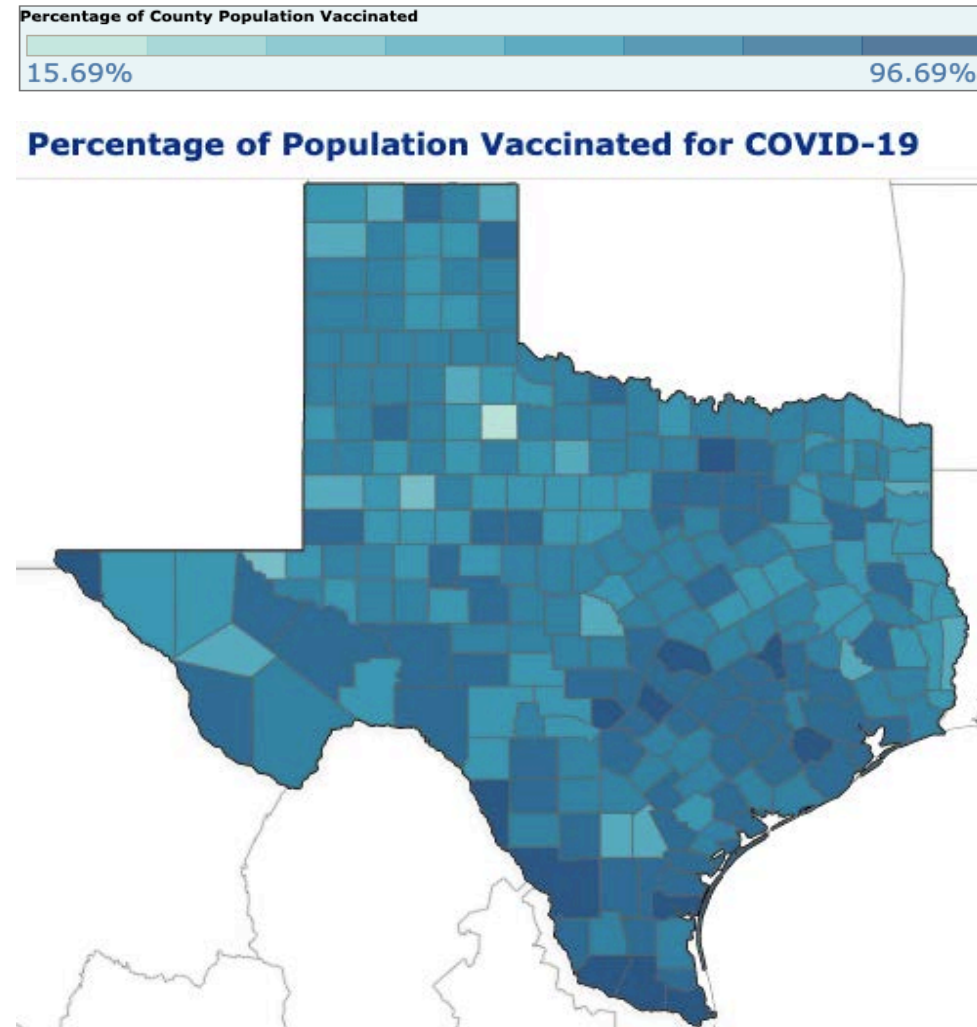 Percentage of County Population Vaccinated
15.69% 96.69%
Percentage of Population Vaccinated for COVID-19